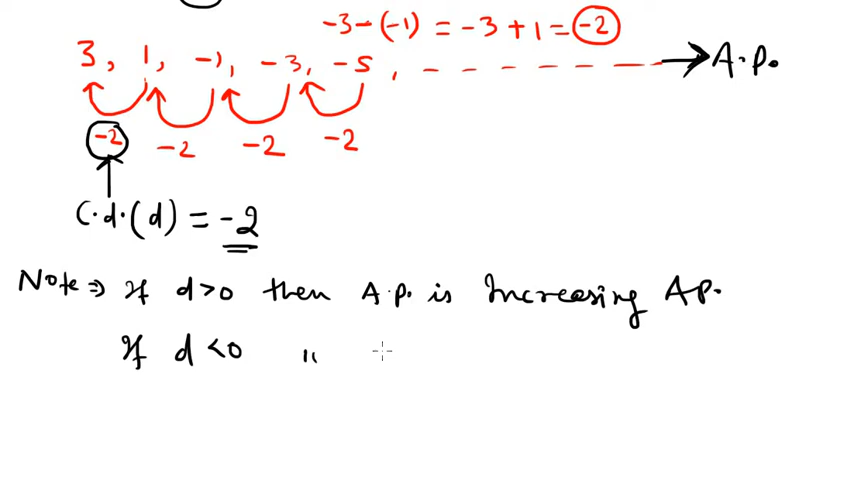 -3-(-1) = -3+1 = -2
3, 1, -1, -3, -5, - - - - - - - - → A.P.
-2 -2 -2 -2
C.d.(d) = -2
Note ⇒ If d>0 then A.P. is Increasing AP.
If d<0 "